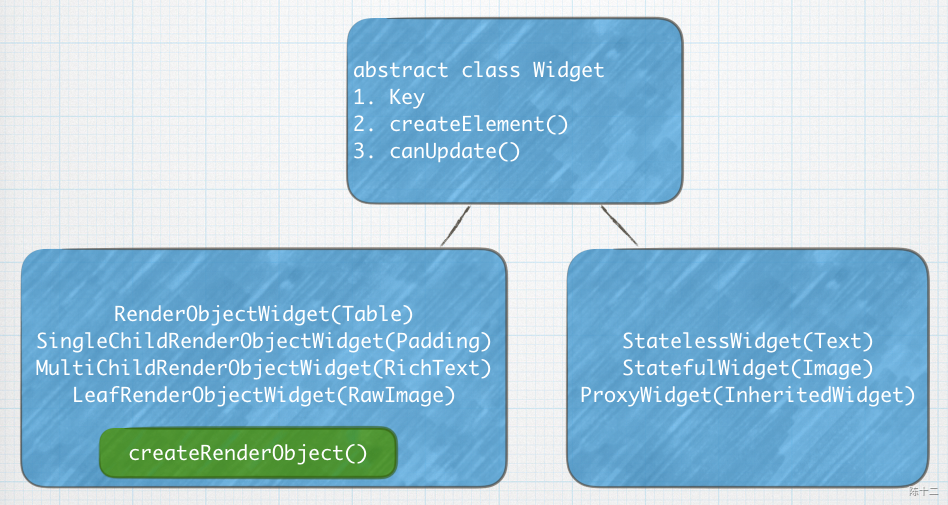 abstract class Widget
1. Key
2. createElement()
3. canUpdate()
RenderObjectWidget(Table)
SingleChildRenderObjectWidget(Padding)
MultiChildRenderObjectWidget(RichText)
LeafRenderObjectWidget(RawImage)
createRenderObject()
StatelessWidget(Text)
StatefulWidget(Image)
ProxyWidget(InheritedWidget)
陈十二